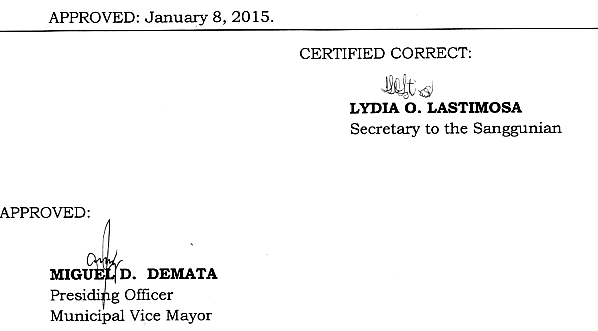 APPROVED: January 8, 2015.
CERTIFIED CORRECT:
LYDIA O. LASTIMOSA
Secretary to the Sanggunian
APPROVED:
MIGUEL D. DEMATA
Presiding Officer
Municipal Vice Mayor